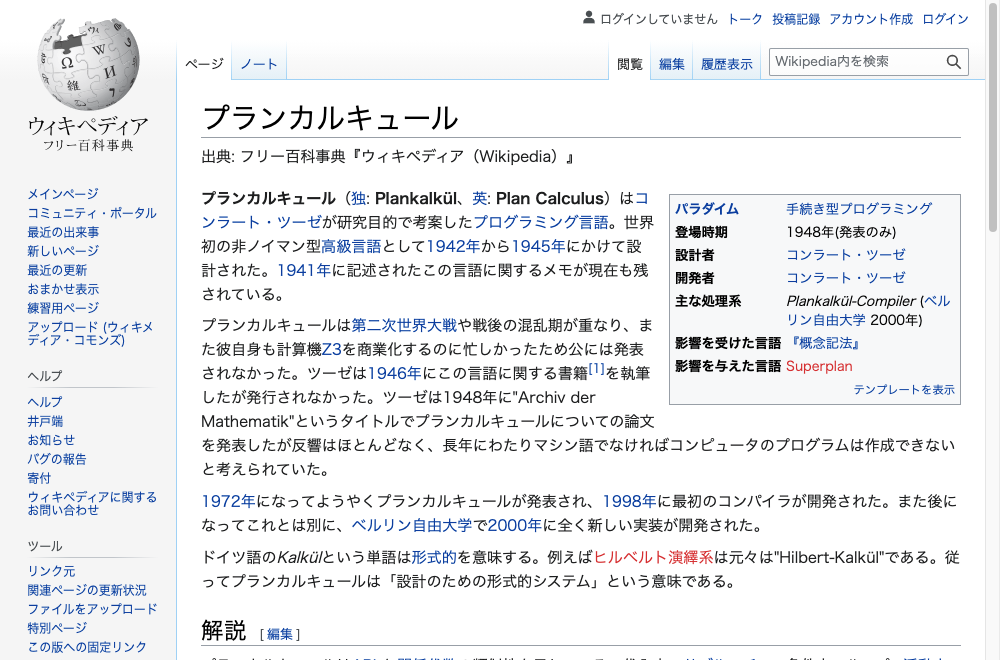 ログインしていません トーク 投稿記録 アカウント作成 ログイン
ページ ノート 閲覧 編集 履歴表示 Wikipedia内を検索
ウィキペディア
フリー百科事典
メインページ
コミュニティ・ポータル
最近の出来事
新しいページ
最近の更新
おまかせ表示
練習用ページ
アップロード (ウィキメ
ディア・コモンズ)
ヘルプ
ヘルプ
井戸端
お知らせ
バグの報告
寄付
ウィキペディアに関する
お問い合わせ
ツール
リンク元
関連ページの更新状況
ファイルをアップロード
特別ページ
この版への固定リンク
プランカルキュール
出典: フリー百科事典『ウィキペディア（Wikipedia）』
プランカルキュール（独: Plankalkül、英: Plan Calculus）はコ
ンラート・ツーゼが研究目的で考案したプログラミング言語。世界
初の非ノイマン型高級言語として1942年から1945年にかけて設
計された。1941年に記述されたこの言語に関するメモが現在も残
されている。
プランカルキュールは第二次世界大戦や戦後の混乱期が重なり、ま
た彼自身も計算機Z3を商業化するのに忙しかったため公には発表
されなかった。ツーゼは1946年にこの言語に関する書籍[1]を執筆
したが発行されなかった。ツーゼは1948年に"Archiv der
Mathematik"というタイトルでプランカルキュールについての論文
を発表したが反響はほとんどなく、長年にわたりマシン語でなければコンピュータのプログラムは作成できない
と考えられていた。
1972年になってようやくプランカルキュールが発表され、1998年に最初のコンパイラが開発された。また後に
なってこれとは別に、ベルリン自由大学で2000年に全く新しい実装が開発された。
ドイツ語のKalkülという単語は形式的を意味する。例えばヒルベルト演繹系は元々は"Hilbert-Kalkül"である。従
ってプランカルキュールは「設計のための形式的システム」という意味である。
パラダイム 手続き型プログラミング
登場時期 1948年(発表のみ)
設計者 コンラート・ツーゼ
開発者 コンラート・ツーゼ
主な処理系 Plankalkül-Compiler (ベル
リン自由大学 2000年)
影響を受けた言語 『概念記法』
影響を与えた言語 Superplan
テンプレートを表示
解説 [編集]